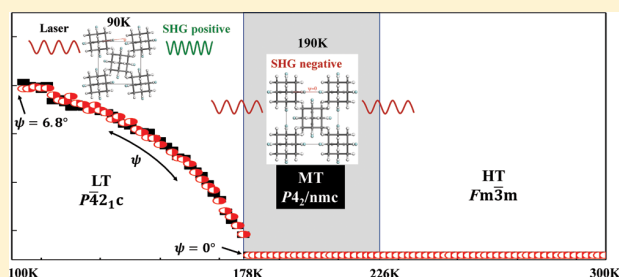 90K
Laser
SHG positive
190K
SHG negative
ψ = 6.8°
ψ
LT
P4̅2₁c
MT
P4₂/nmc
HT
Fm3̅m
ψ = 0°
100K
178K
226K
300K